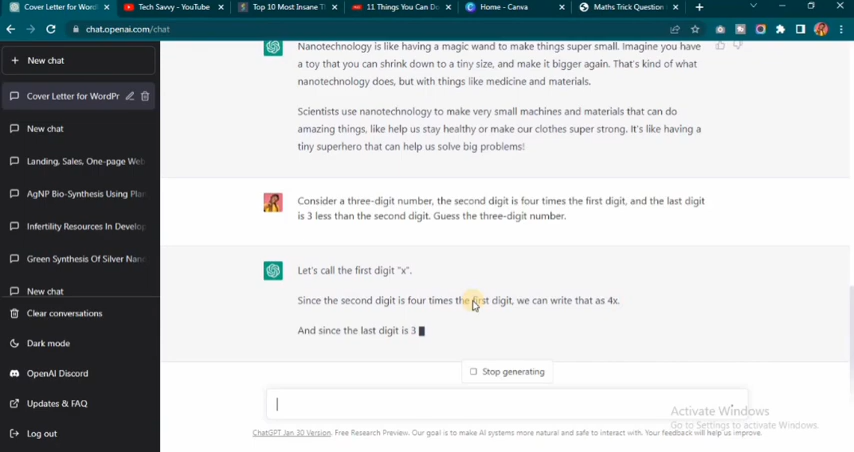 Cover Letter for WordPr
Tech Savvy - YouTube
Top 10 Most Insane T
11 Things You Can Do
Home - Canva
Maths Trick Question
chat.openai.com/chat
New chat
Cover Letter for WordPr
New chat
Landing, Sales, One-page Web
AgNP Bio-Synthesis Using Plan
Infertility Resources In Develop
Green Synthesis Of Silver Nano
New chat
Clear conversations
Dark mode
OpenAI Discord
Updates & FAQ
Log out
Nanotechnology is like having a magic wand to make things super small. Imagine you have
a toy that you can shrink down to a tiny size, and make it bigger again. That's kind of what
nanotechnology does, but with things like medicine and materials.
Scientists use nanotechnology to make very small machines and materials that can do
amazing things, like help us stay healthy or make our clothes super strong. It's like having a
tiny superhero that can help us solve big problems!
Consider a three-digit number, the second digit is four times the first digit, and the last digit
is 3 less than the second digit. Guess the three-digit number.
Let's call the first digit "x".
Since the second digit is four times the first digit, we can write that as 4x.
And since the last digit is 3
Stop generating
Activate Windows
Go to Settings to activate Windows.
ChatGPT Jan 30 Version. Free Research Preview. Our goal is to make AI systems more natural and safe to interact with. Your feedback will help us improve.